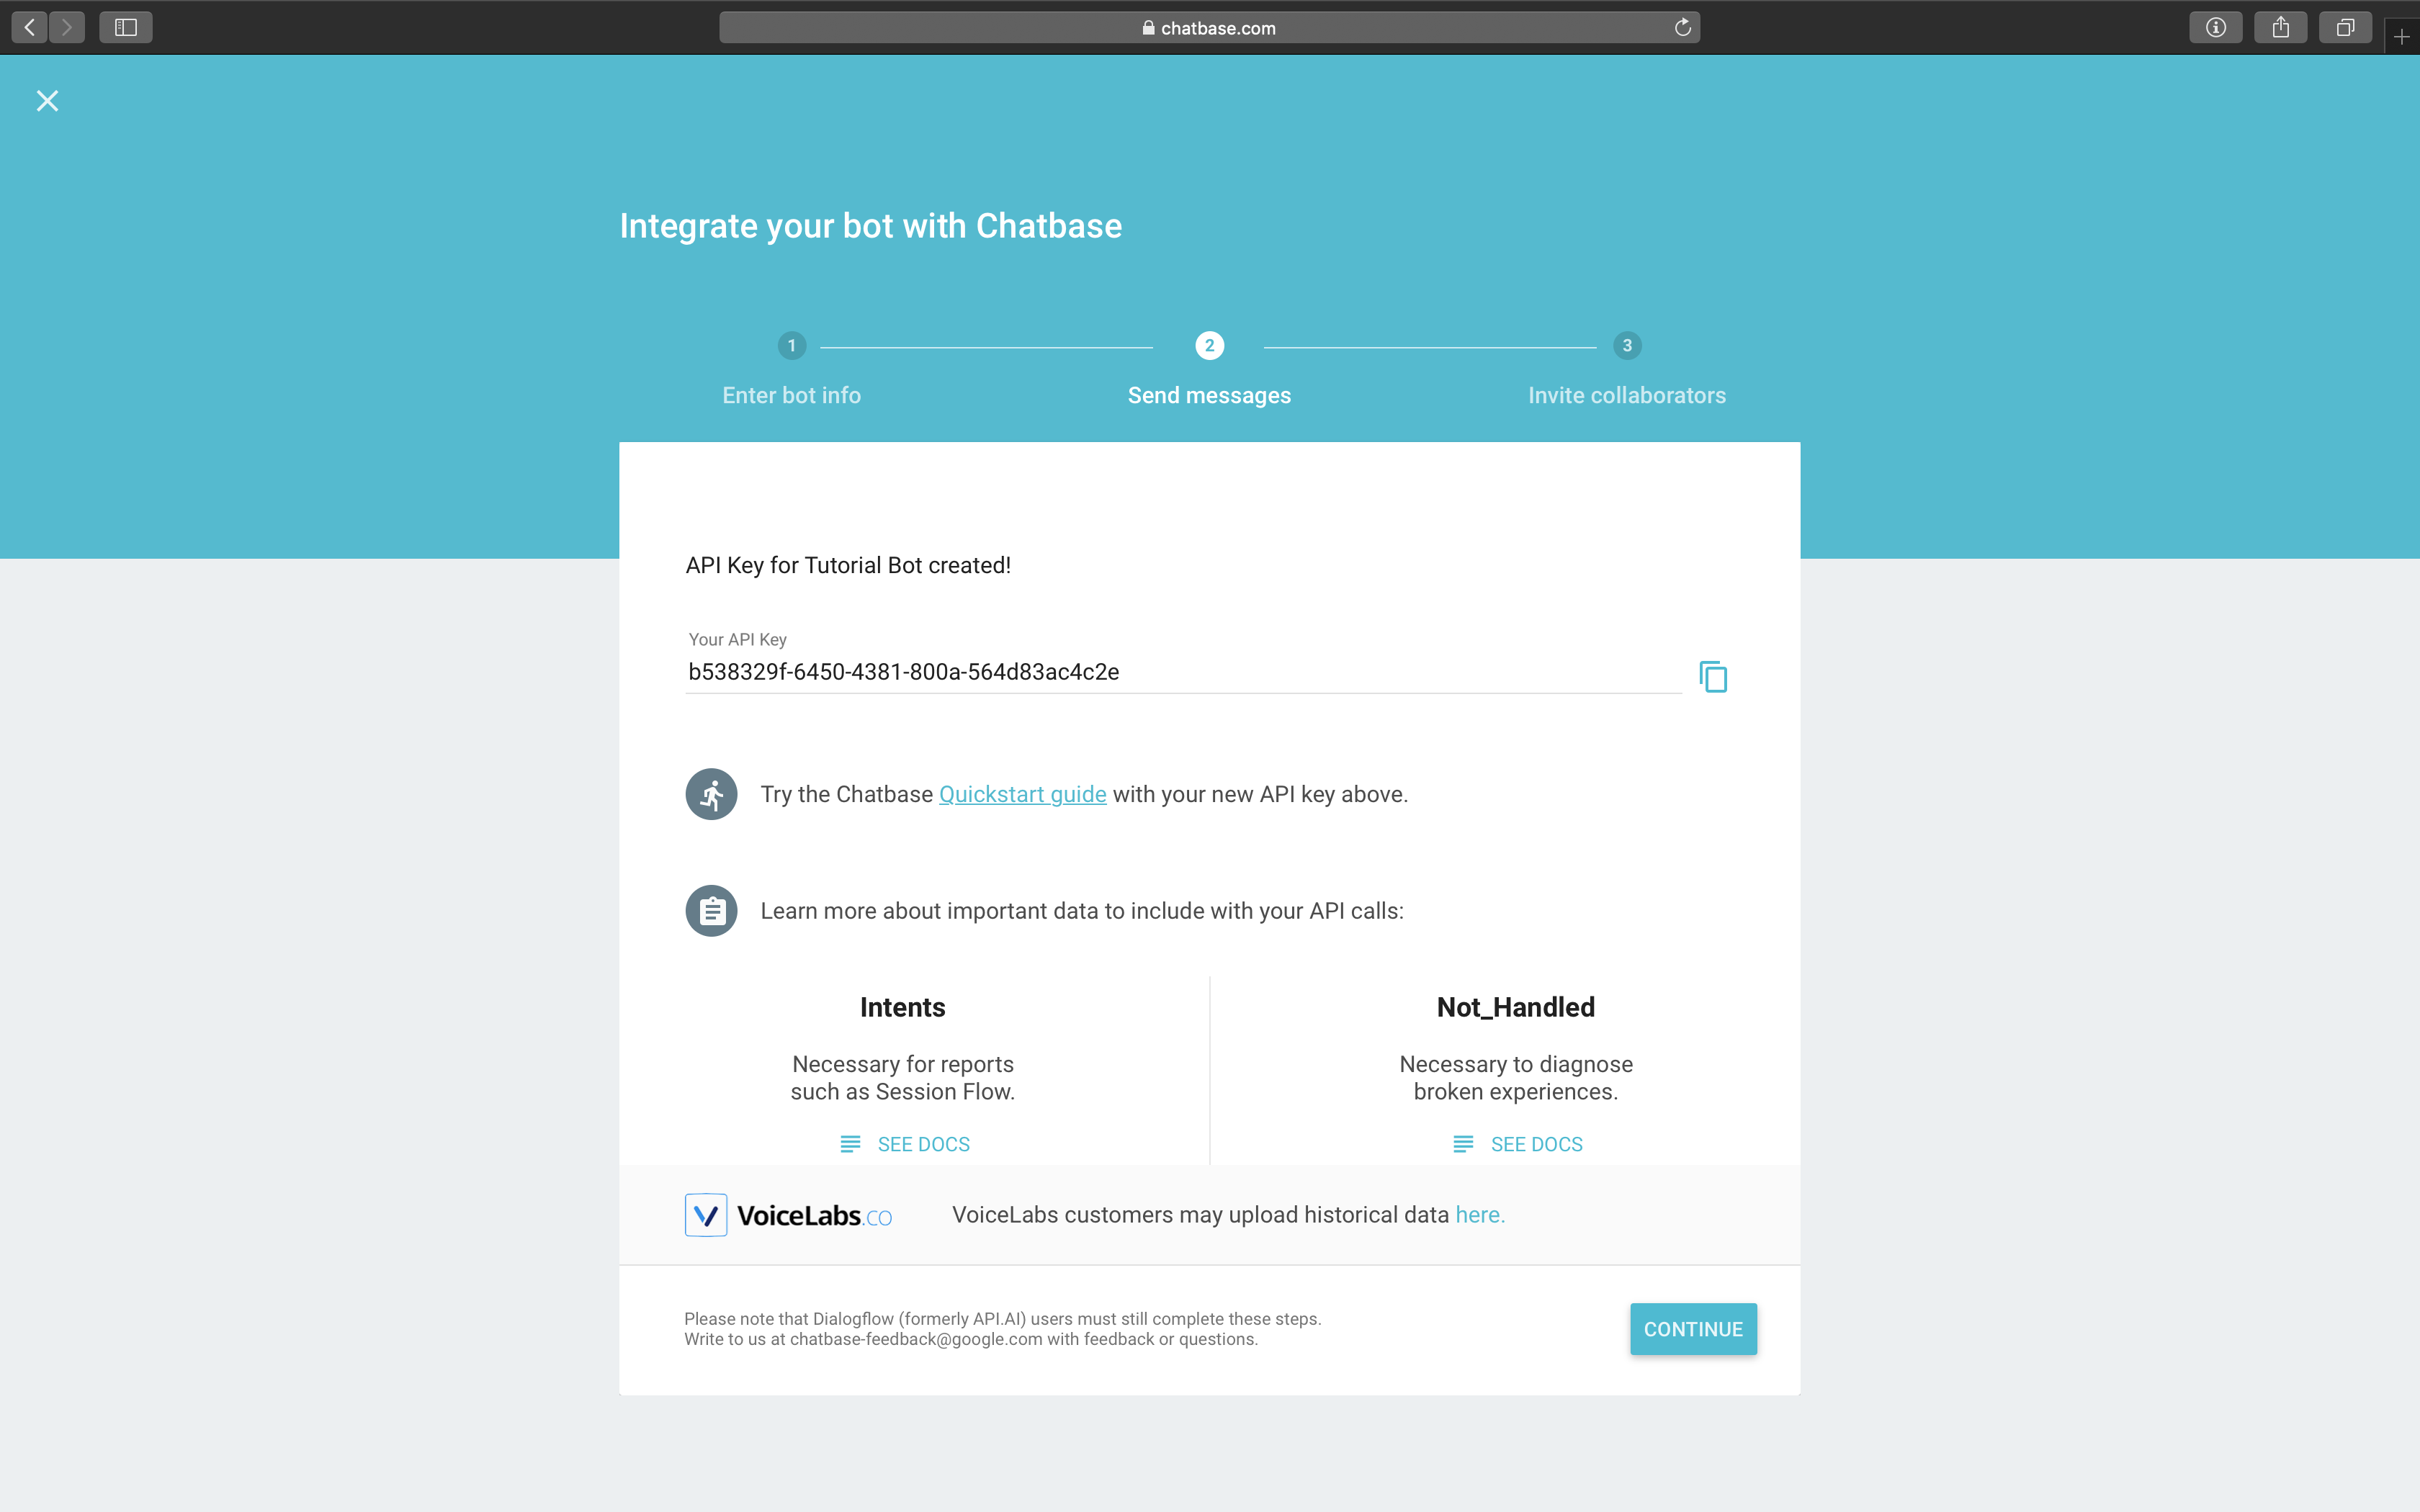 chatbase.com
Integrate your bot with Chatbase
1
2
3
Enter bot info
Send messages
Invite collaborators
API Key for Tutorial Bot created!
Your API Key
b538329f-6450-4381-800a-564d83ac4c2e
Try the Chatbase Quickstart guide with your new API key above.
Learn more about important data to include with your API calls:
Intents
Necessary for reports
such as Session Flow.
SEE DOCS
Not_Handled
Necessary to diagnose
broken experiences.
SEE DOCS
VoiceLabs.CO
VoiceLabs customers may upload historical data here.
Please note that Dialogflow (formerly API.AI) users must still complete these steps.
Write to us at chatbase-feedback@google.com with feedback or questions.
CONTINUE